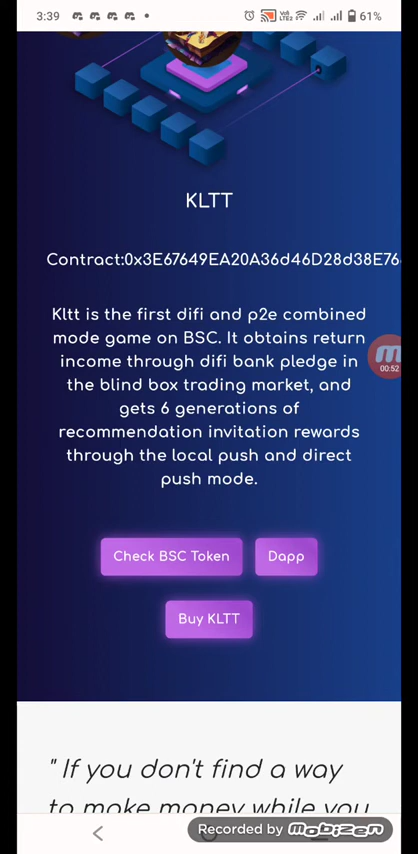 3:39
VoI
LTE2
61%
KLTT
Contract:0x3E67649EA20A36d46D28d38E76
Kltt is the first difi and p2e combined
mode game on BSC. It obtains return
income through difi bank pledge in
the blind box trading market, and
gets 6 generations of
recommendation invitation rewards
through the local push and direct
push mode.
Check BSC Token
Dapp
Buy KLTT
00:52
" If you don't find a way
to make money while you
Recorded by mobizen